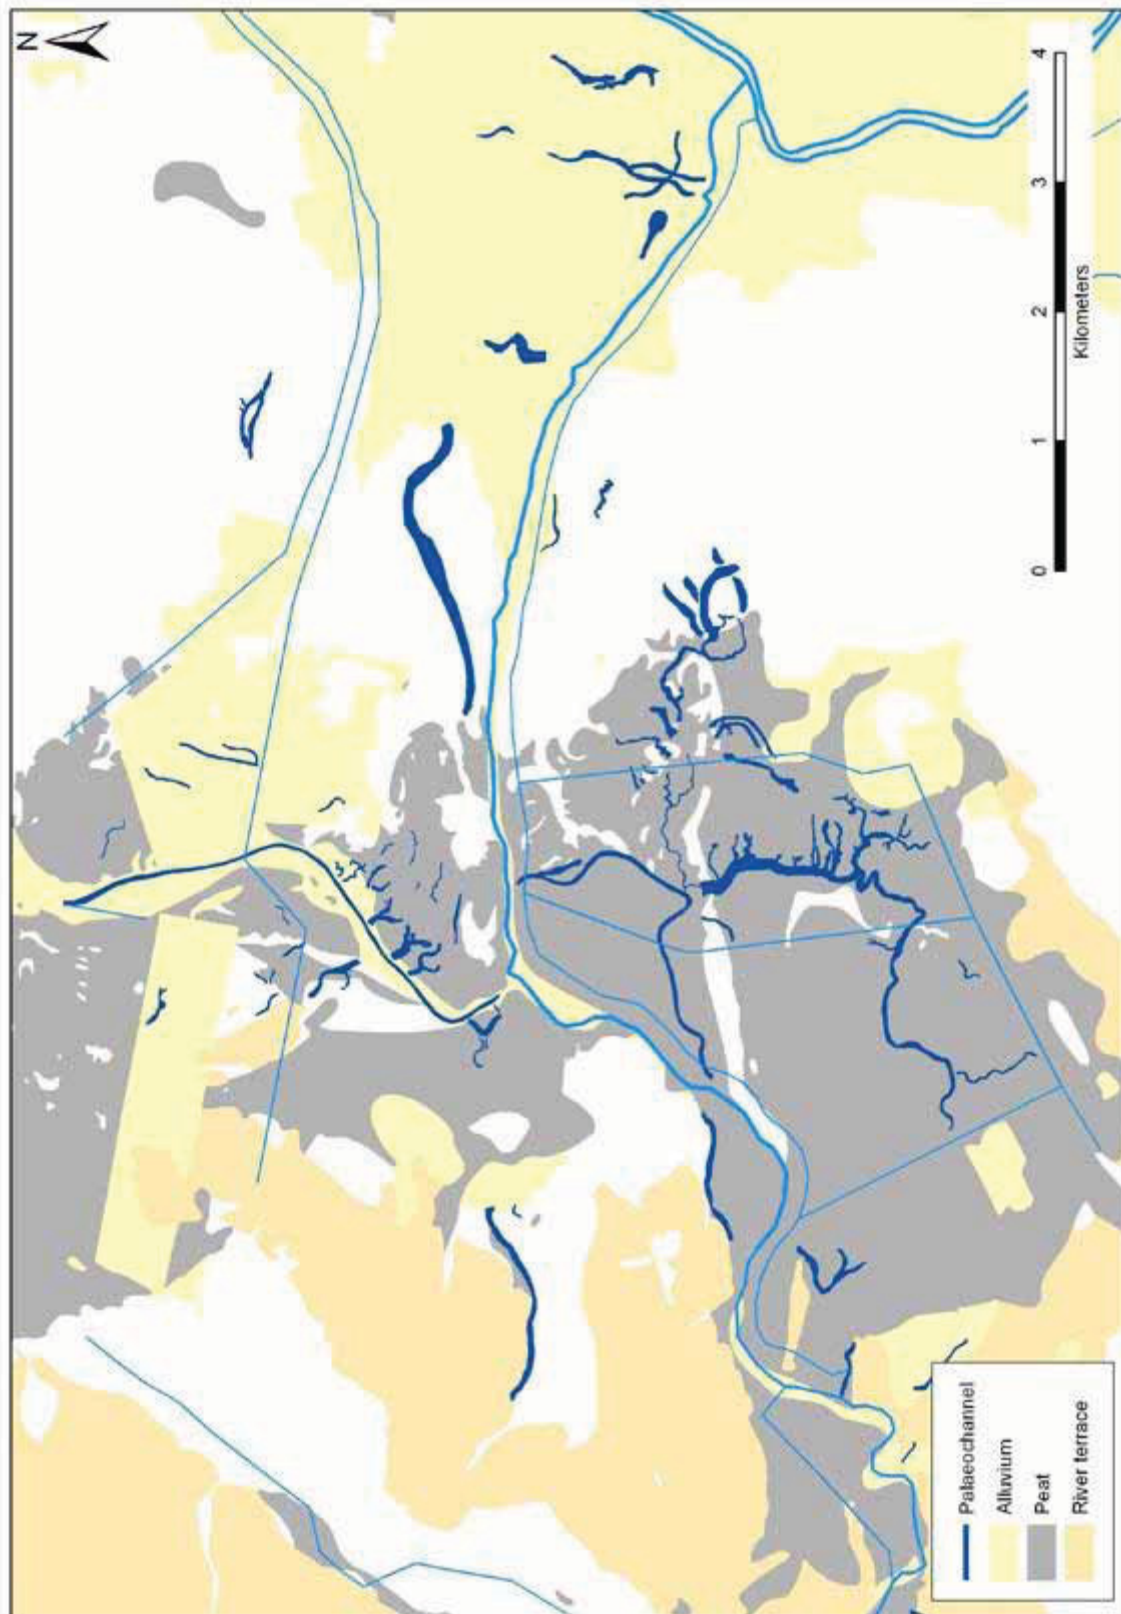 N
0 1 2 3 4
Kilometers
Palaeochannel
Alluvium
Peat
River terrace